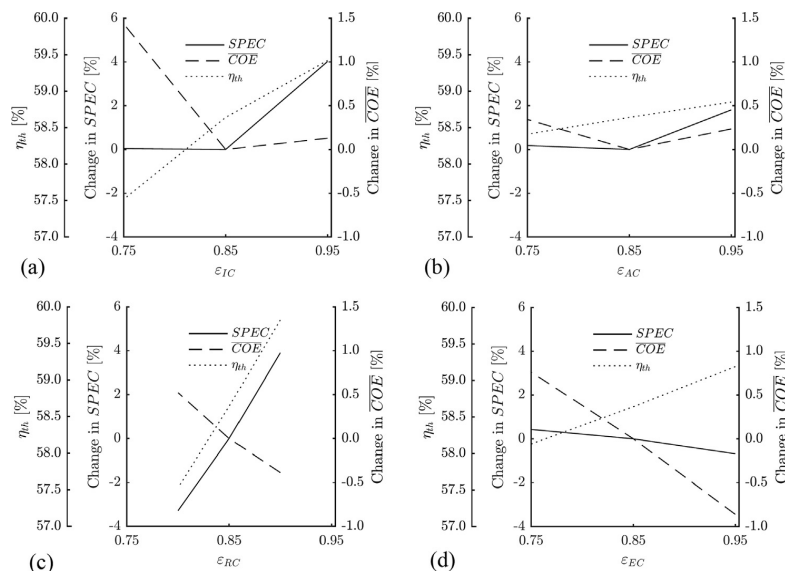 60.0
59.5
59.0
58.5
58.0
57.5
57.0
η_th [%]
6
4
2
0
-2
-4
Change in SPEC [%]
SPEC
COE
η_th
1.5
1.0
0.5
0.0
-0.5
-1.0
Change in COE [%]
0.75
0.85
0.95
ε_IC
(a)
60.0
59.5
59.0
58.5
58.0
57.5
57.0
η_th [%]
6
4
2
0
-2
-4
Change in SPEC [%]
SPEC
COE
η_th
1.5
1.0
0.5
0.0
-0.5
-1.0
Change in COE [%]
0.75
0.85
0.95
ε_AC
(b)
60.0
59.5
59.0
58.5
58.0
57.5
57.0
η_th [%]
6
4
2
0
-2
-4
Change in SPEC [%]
SPEC
COE
η_th
1.5
1.0
0.5
0.0
-0.5
-1.0
Change in COE [%]
0.75
0.85
0.95
ε_RC
(c)
60.0
59.5
59.0
58.5
58.0
57.5
57.0
η_th [%]
6
4
2
0
-2
-4
Change in SPEC [%]
SPEC
COE
η_th
1.5
1.0
0.5
0.0
-0.5
-1.0
Change in COE [%]
0.75
0.85
0.95
ε_EC
(d)